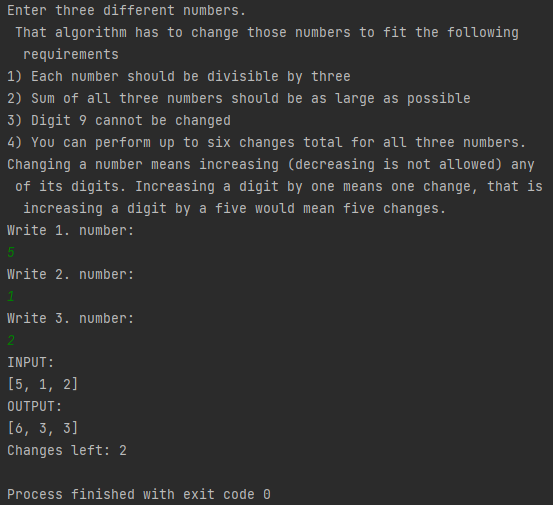 Enter three different numbers.
That algorithm has to change those numbers to fit the following
requirements
1) Each number should be divisible by three
2) Sum of all three numbers should be as large as possible
3) Digit 9 cannot be changed
4) You can perform up to six changes total for all three numbers.
Changing a number means increasing (decreasing is not allowed) any
of its digits. Increasing a digit by one means one change, that is
increasing a digit by a five would mean five changes.
Write 1. number:
5
Write 2. number:
1
Write 3. number:
2
INPUT:
[5, 1, 2]
OUTPUT:
[6, 3, 3]
Changes left: 2
Process finished with exit code 0